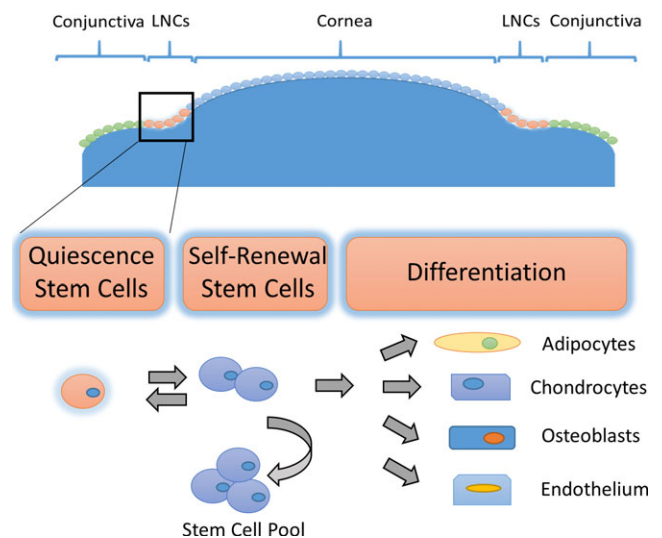 Conjunctiva LNCs Cornea LNCs Conjunctiva
Quiescence
Stem Cells
Self-Renewal
Stem Cells
Differentiation
Adipocytes
Chondrocytes
Osteoblasts
Endothelium
Stem Cell Pool